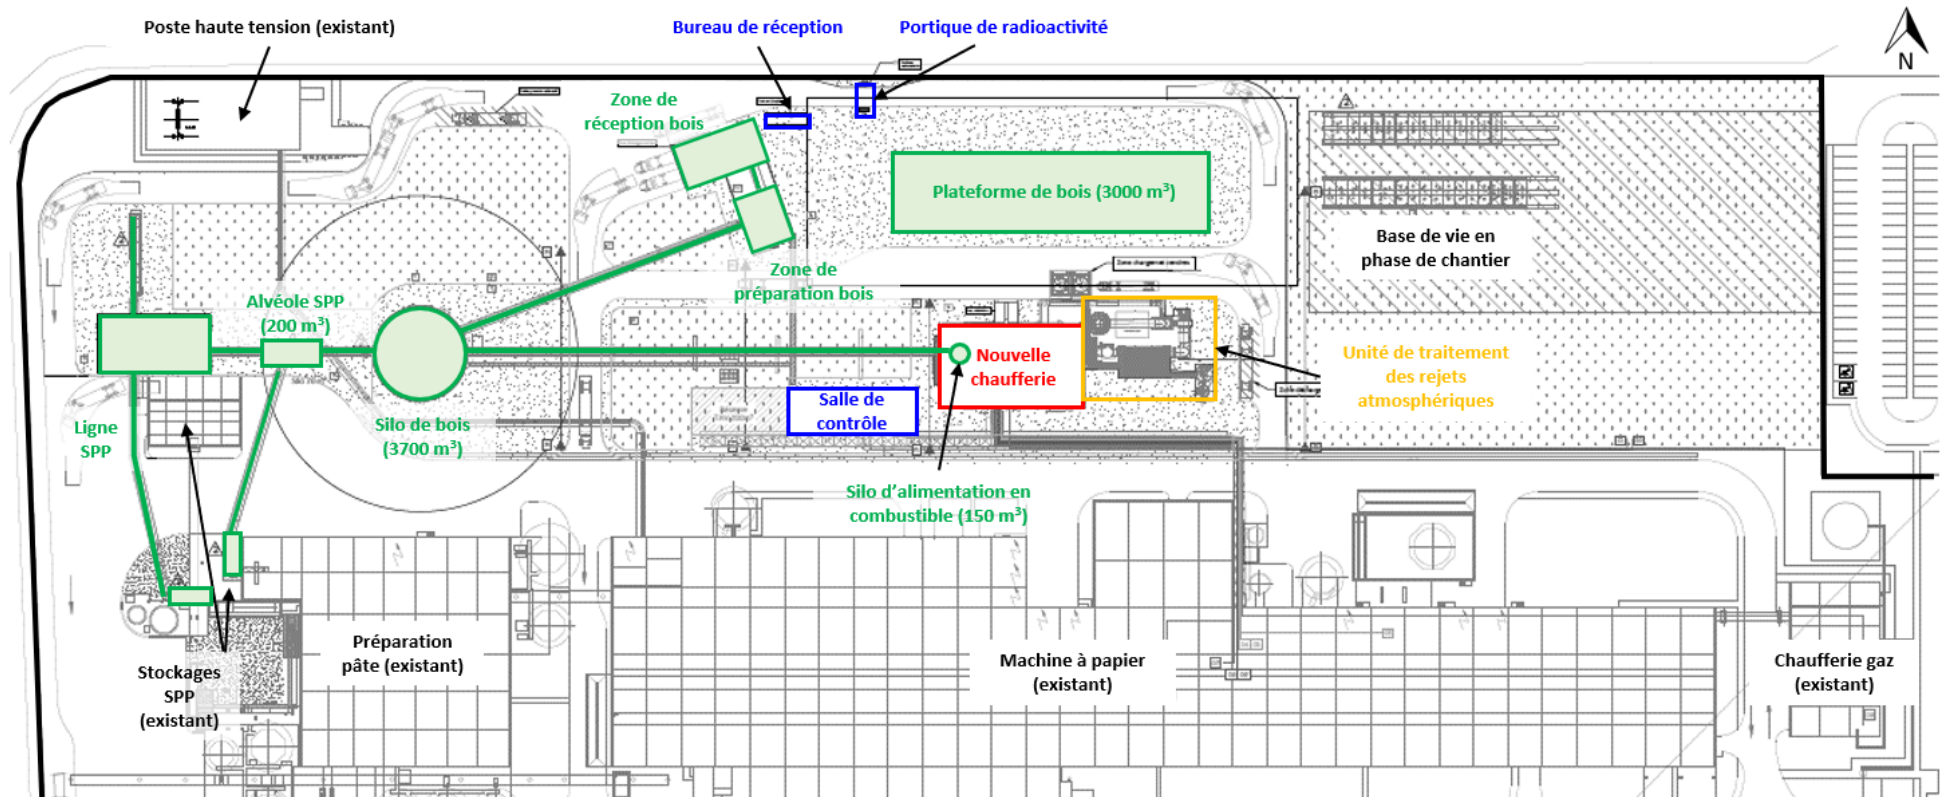 Poste haute tension (existant)
Bureau de réception
Portique de radioactivité
N
Zone de
réception bois
Plateforme de bois (3000 m³)
Base de vie en
phase de chantier
Zone de
préparation bois
Alvéole SPP
(200 m³)
Nouvelle
chaufferie
Unité de traitement
des rejets
atmosphériques
Salle de
contrôle
Ligne
SPP
Silo de bois
(3700 m³)
Silo d'alimentation en
combustible (150 m³)
Préparation
pâte (existant)
Machine à papier
(existant)
Chaufferie gaz
(existant)
Stockages
SPP
(existant)